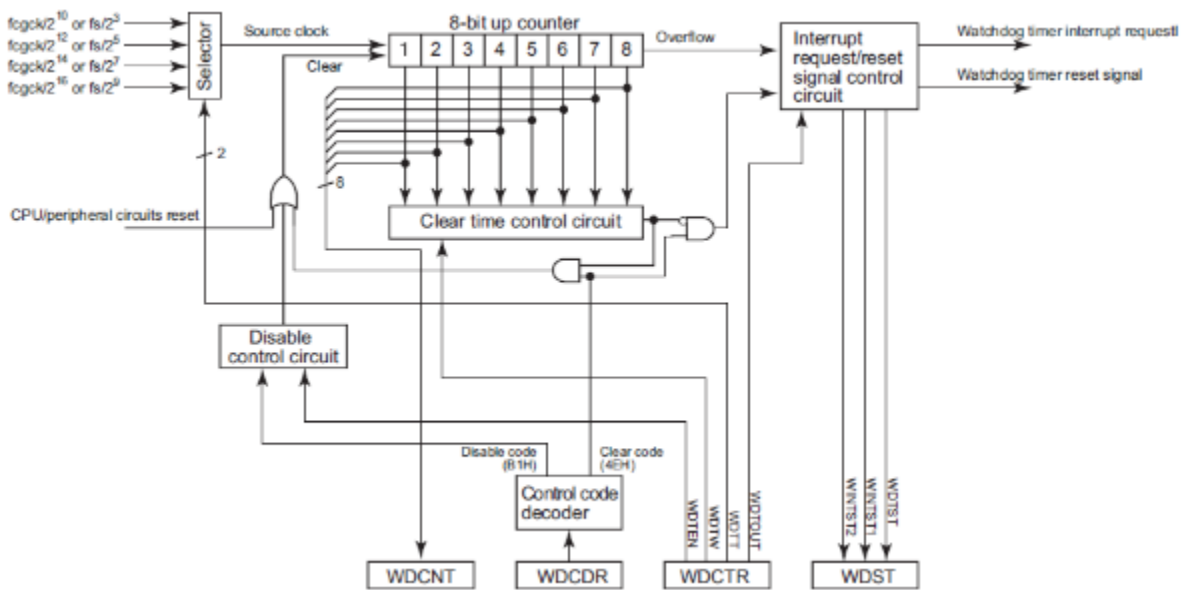 8-bit up counter
fcgck/2^10 or fs/2^3
fcgck/2^12 or fs/2^5
fcgck/2^14 or fs/2^7
fcgck/2^16 or fs/2^9
Selector
Source clock
Clear
1 2 3 4 5 6 7 8
Overflow
Interrupt
request/reset
signal control
circuit
Watchdog timer interrupt requestl
Watchdog timer reset signal
2
8
CPU/peripheral circuits reset
Clear time control circuit
Disable
control circuit
Disable code
(B1H)
Clear code
(4EH)
Control code
decoder
WDTEN
WDTW
WDTT
WDTOUT
WINTST2
WINTST1
WDTST
WDCNT
WDCDR
WDCTR
WDST